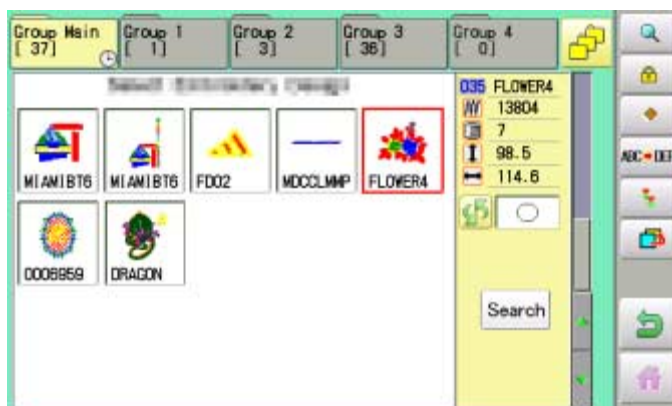 Group Main
[ 37]
Group 1
[ 1]
Group 2
[ 3]
Group 3
[ 36]
Group 4
[ 0]
035 FLOWER4
13804
7
98.5
114.6
MIAMIBT6
MIAMIBT6
FD02
MDCCLMMP
FLOWER4
0006959
DRAGON
Search